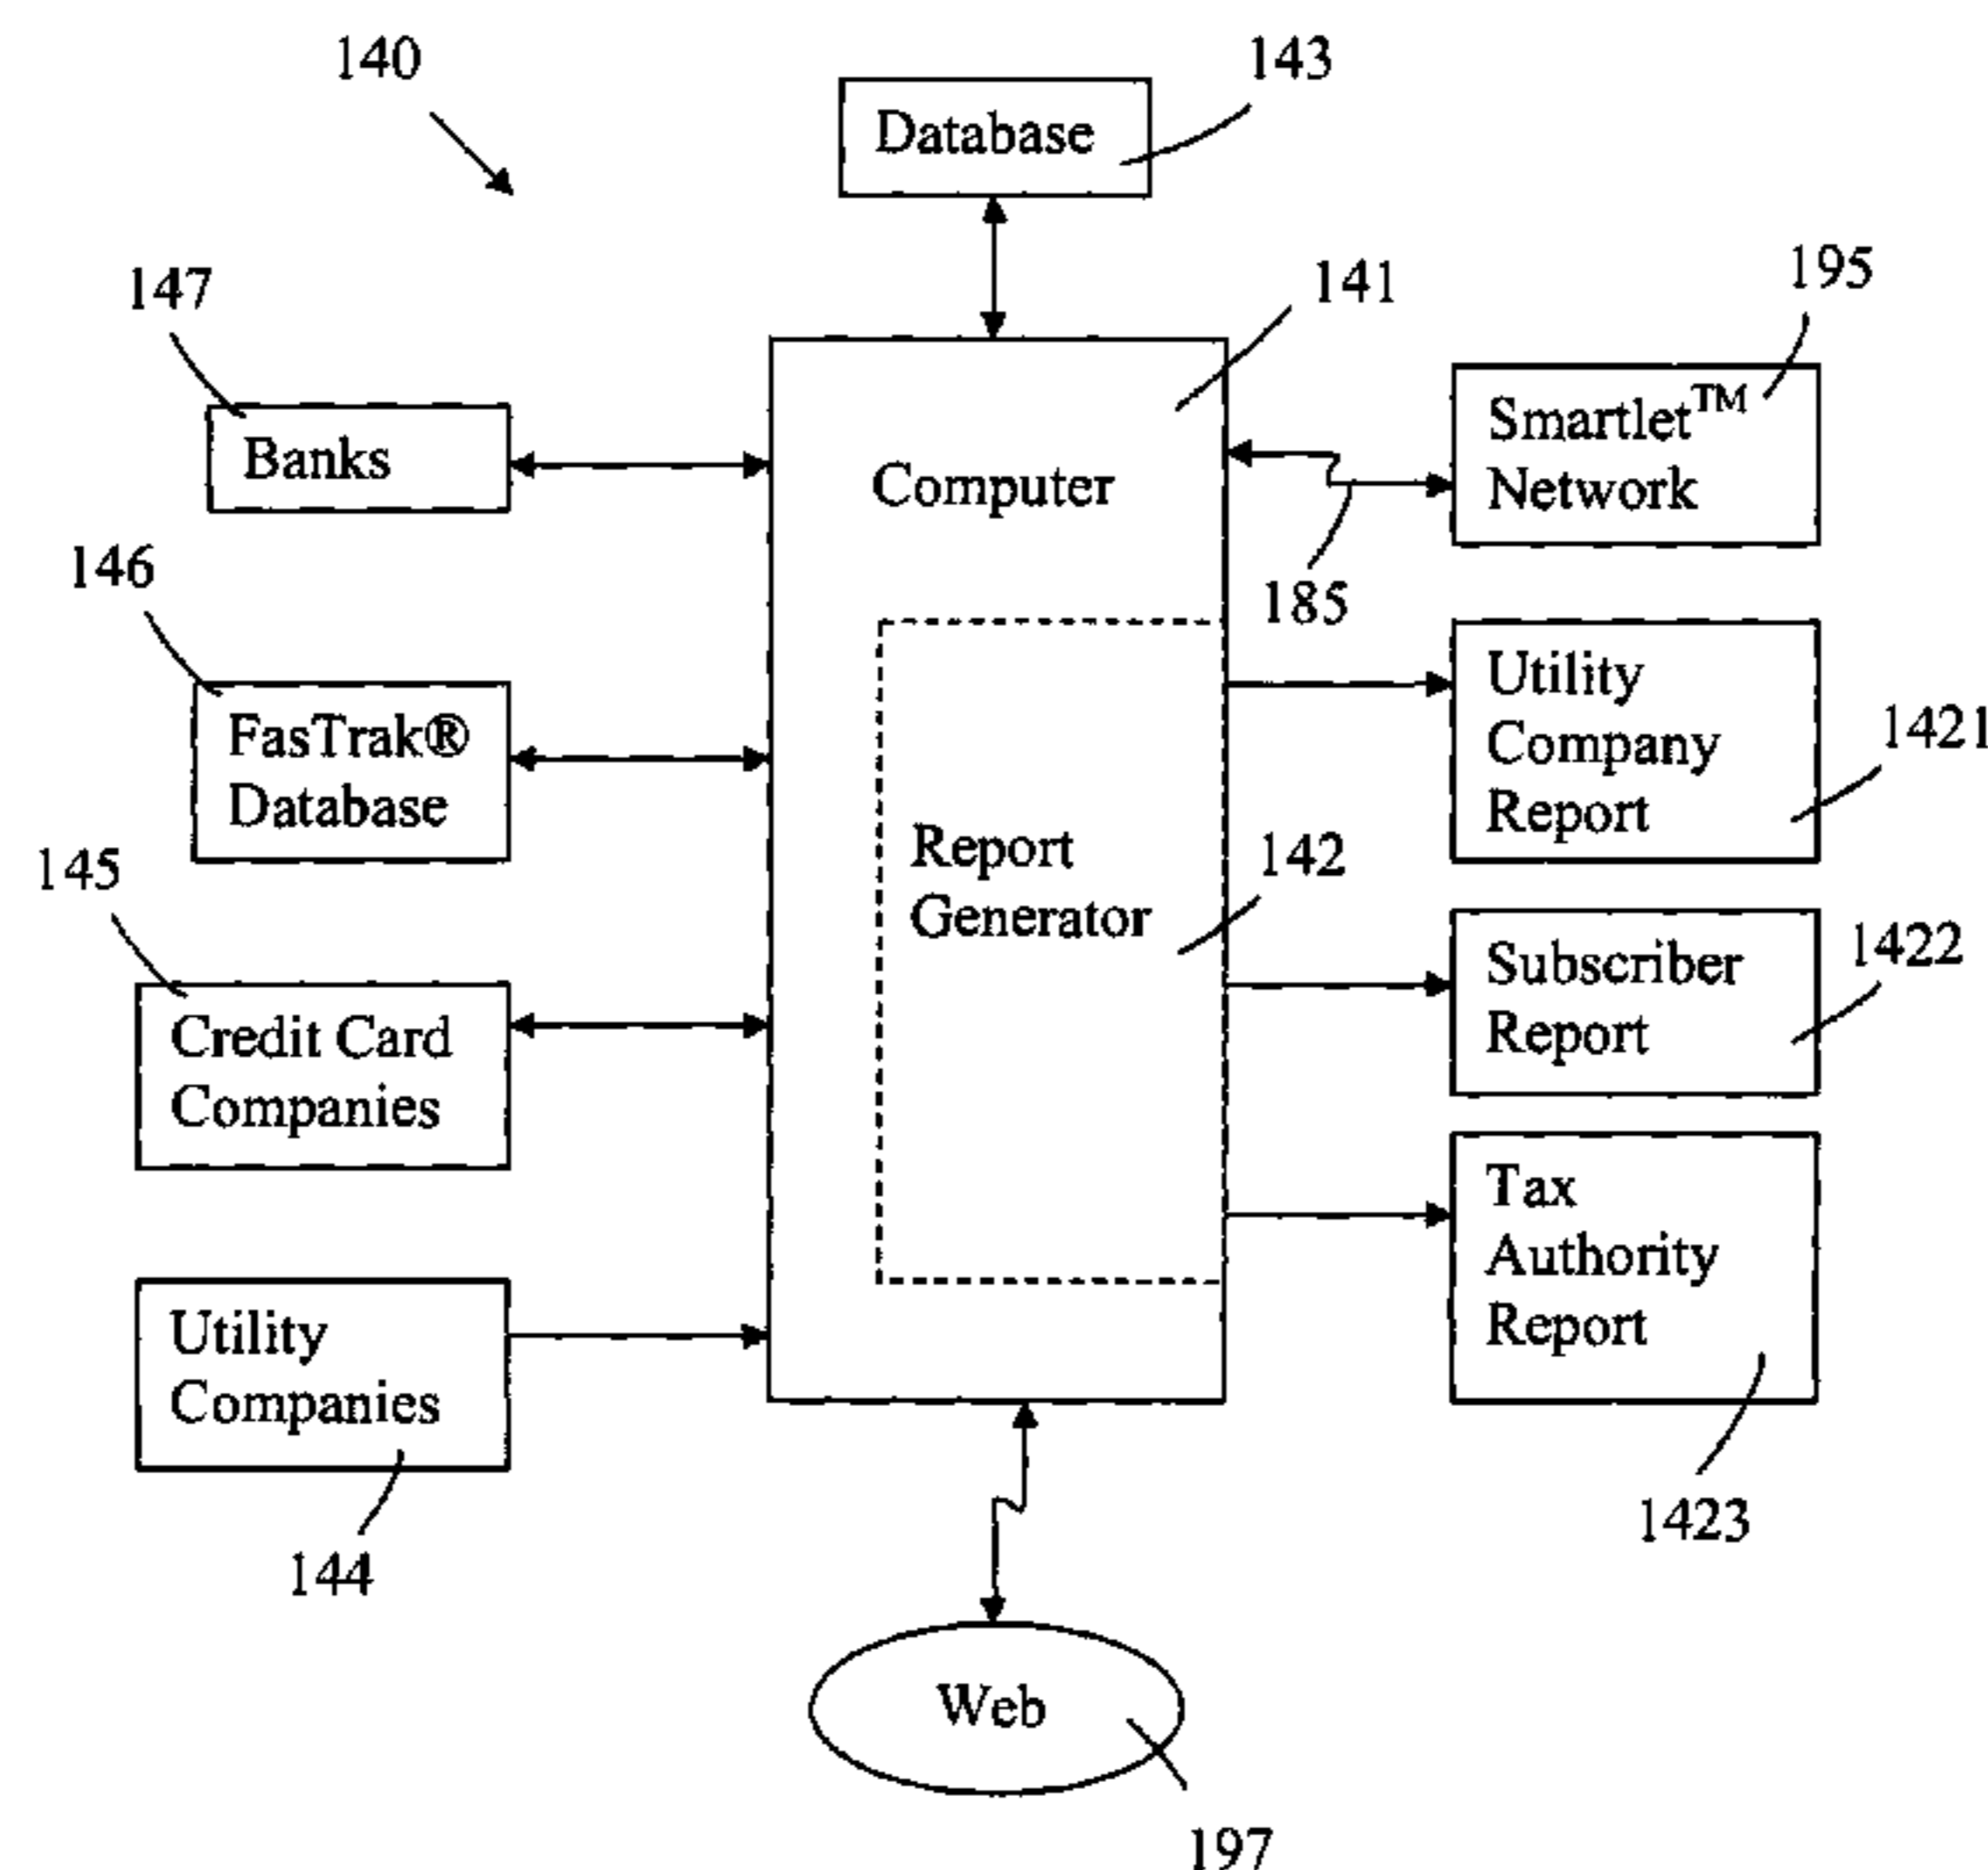 140
143
Database
147
141
195
Banks
Computer
Smartlet™
Network
185
146
FasTrak®
Database
Utility
Company
Report
1421
145
Report
Generator
142
Credit Card
Companies
Subscriber
Report
1422
Utility
Companies
Tax
Authority
Report
144
1423
Web
197